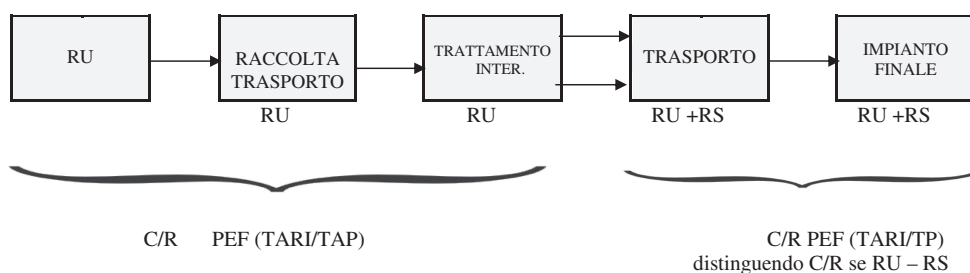 RU
RACCOLTA
TRASPORTO
TRATTAMENTO
INTER.
TRASPORTO
IMPIANTO
FINALE
RU
RU
RU +RS
RU +RS
C/R PEF (TARI/TAP)
C/R PEF (TARI/TP)
distinguendo C/R se RU – RS